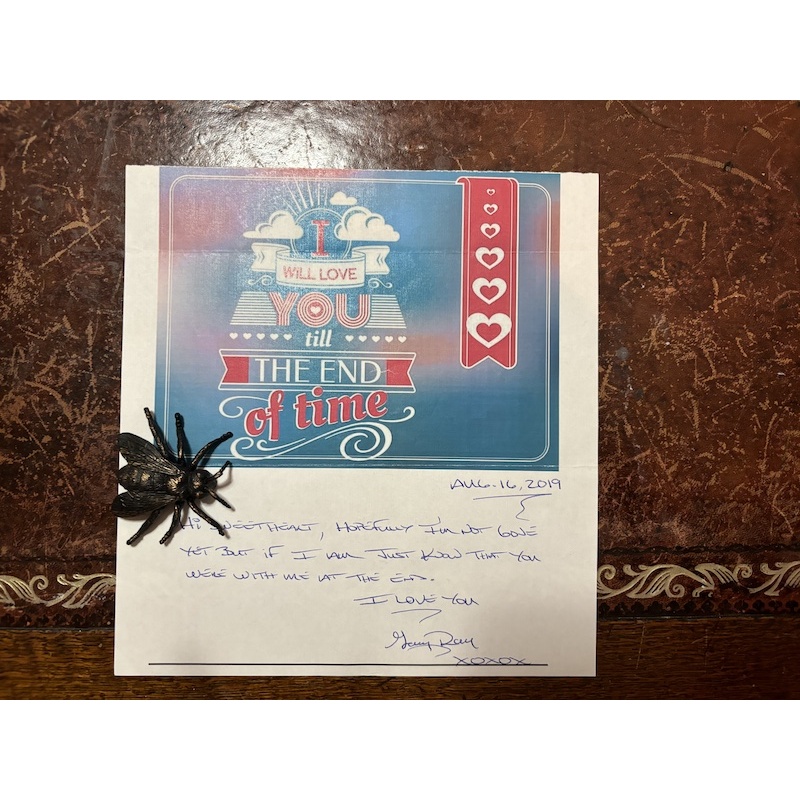 I
WILL LOVE
YOU
till
THE END
of time
AUG. 16, 2019
HI SWEETHEART, HOPEFULLY I'M NOT GONE
YET BUT IF I AM JUST KNOW THAT YOU
WERE WITH ME AT THE END.
I LOVE YOU
XOXOX